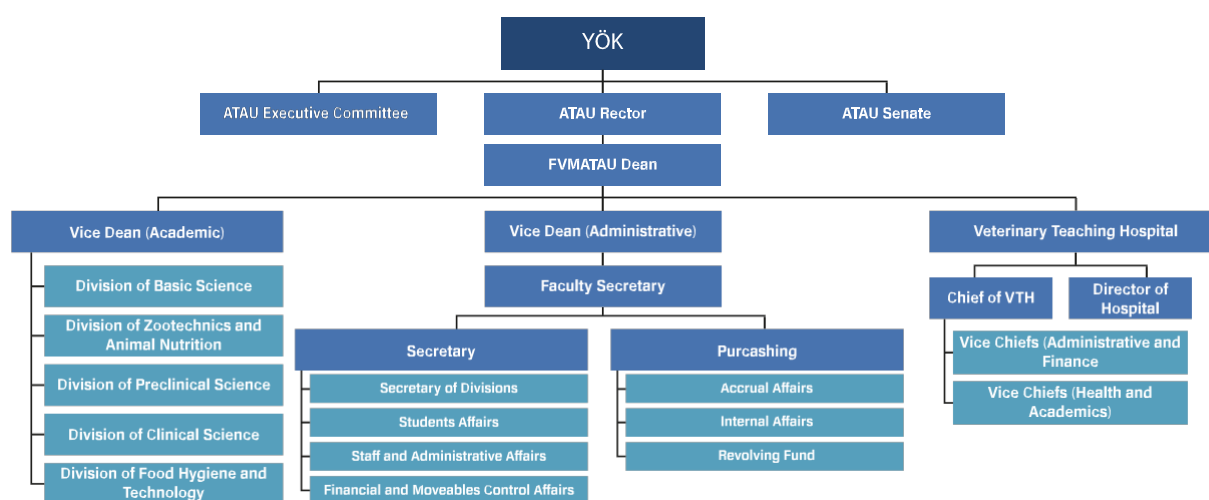 YÖK
ATAU Executive Committee
ATAU Rector
ATAU Senate
FVMATAU Dean
Vice Dean (Academic)
Vice Dean (Administrative)
Veterinary Teaching Hospital
Division of Basic Science
Division of Zootechnics and
Animal Nutrition
Division of Preclinical Science
Division of Clinical Science
Division of Food Hygiene and
Technology
Faculty Secretary
Secretary
Secretary of Divisions
Students Affairs
Staff and Administrative Affairs
Financial and Moveables Control Affairs
Purcashing
Accrual Affairs
Internal Affairs
Revolving Fund
Chief of VTH
Director of
Hospital
Vice Chiefs (Administrative and
Finance
Vice Chiefs (Health and
Academics)